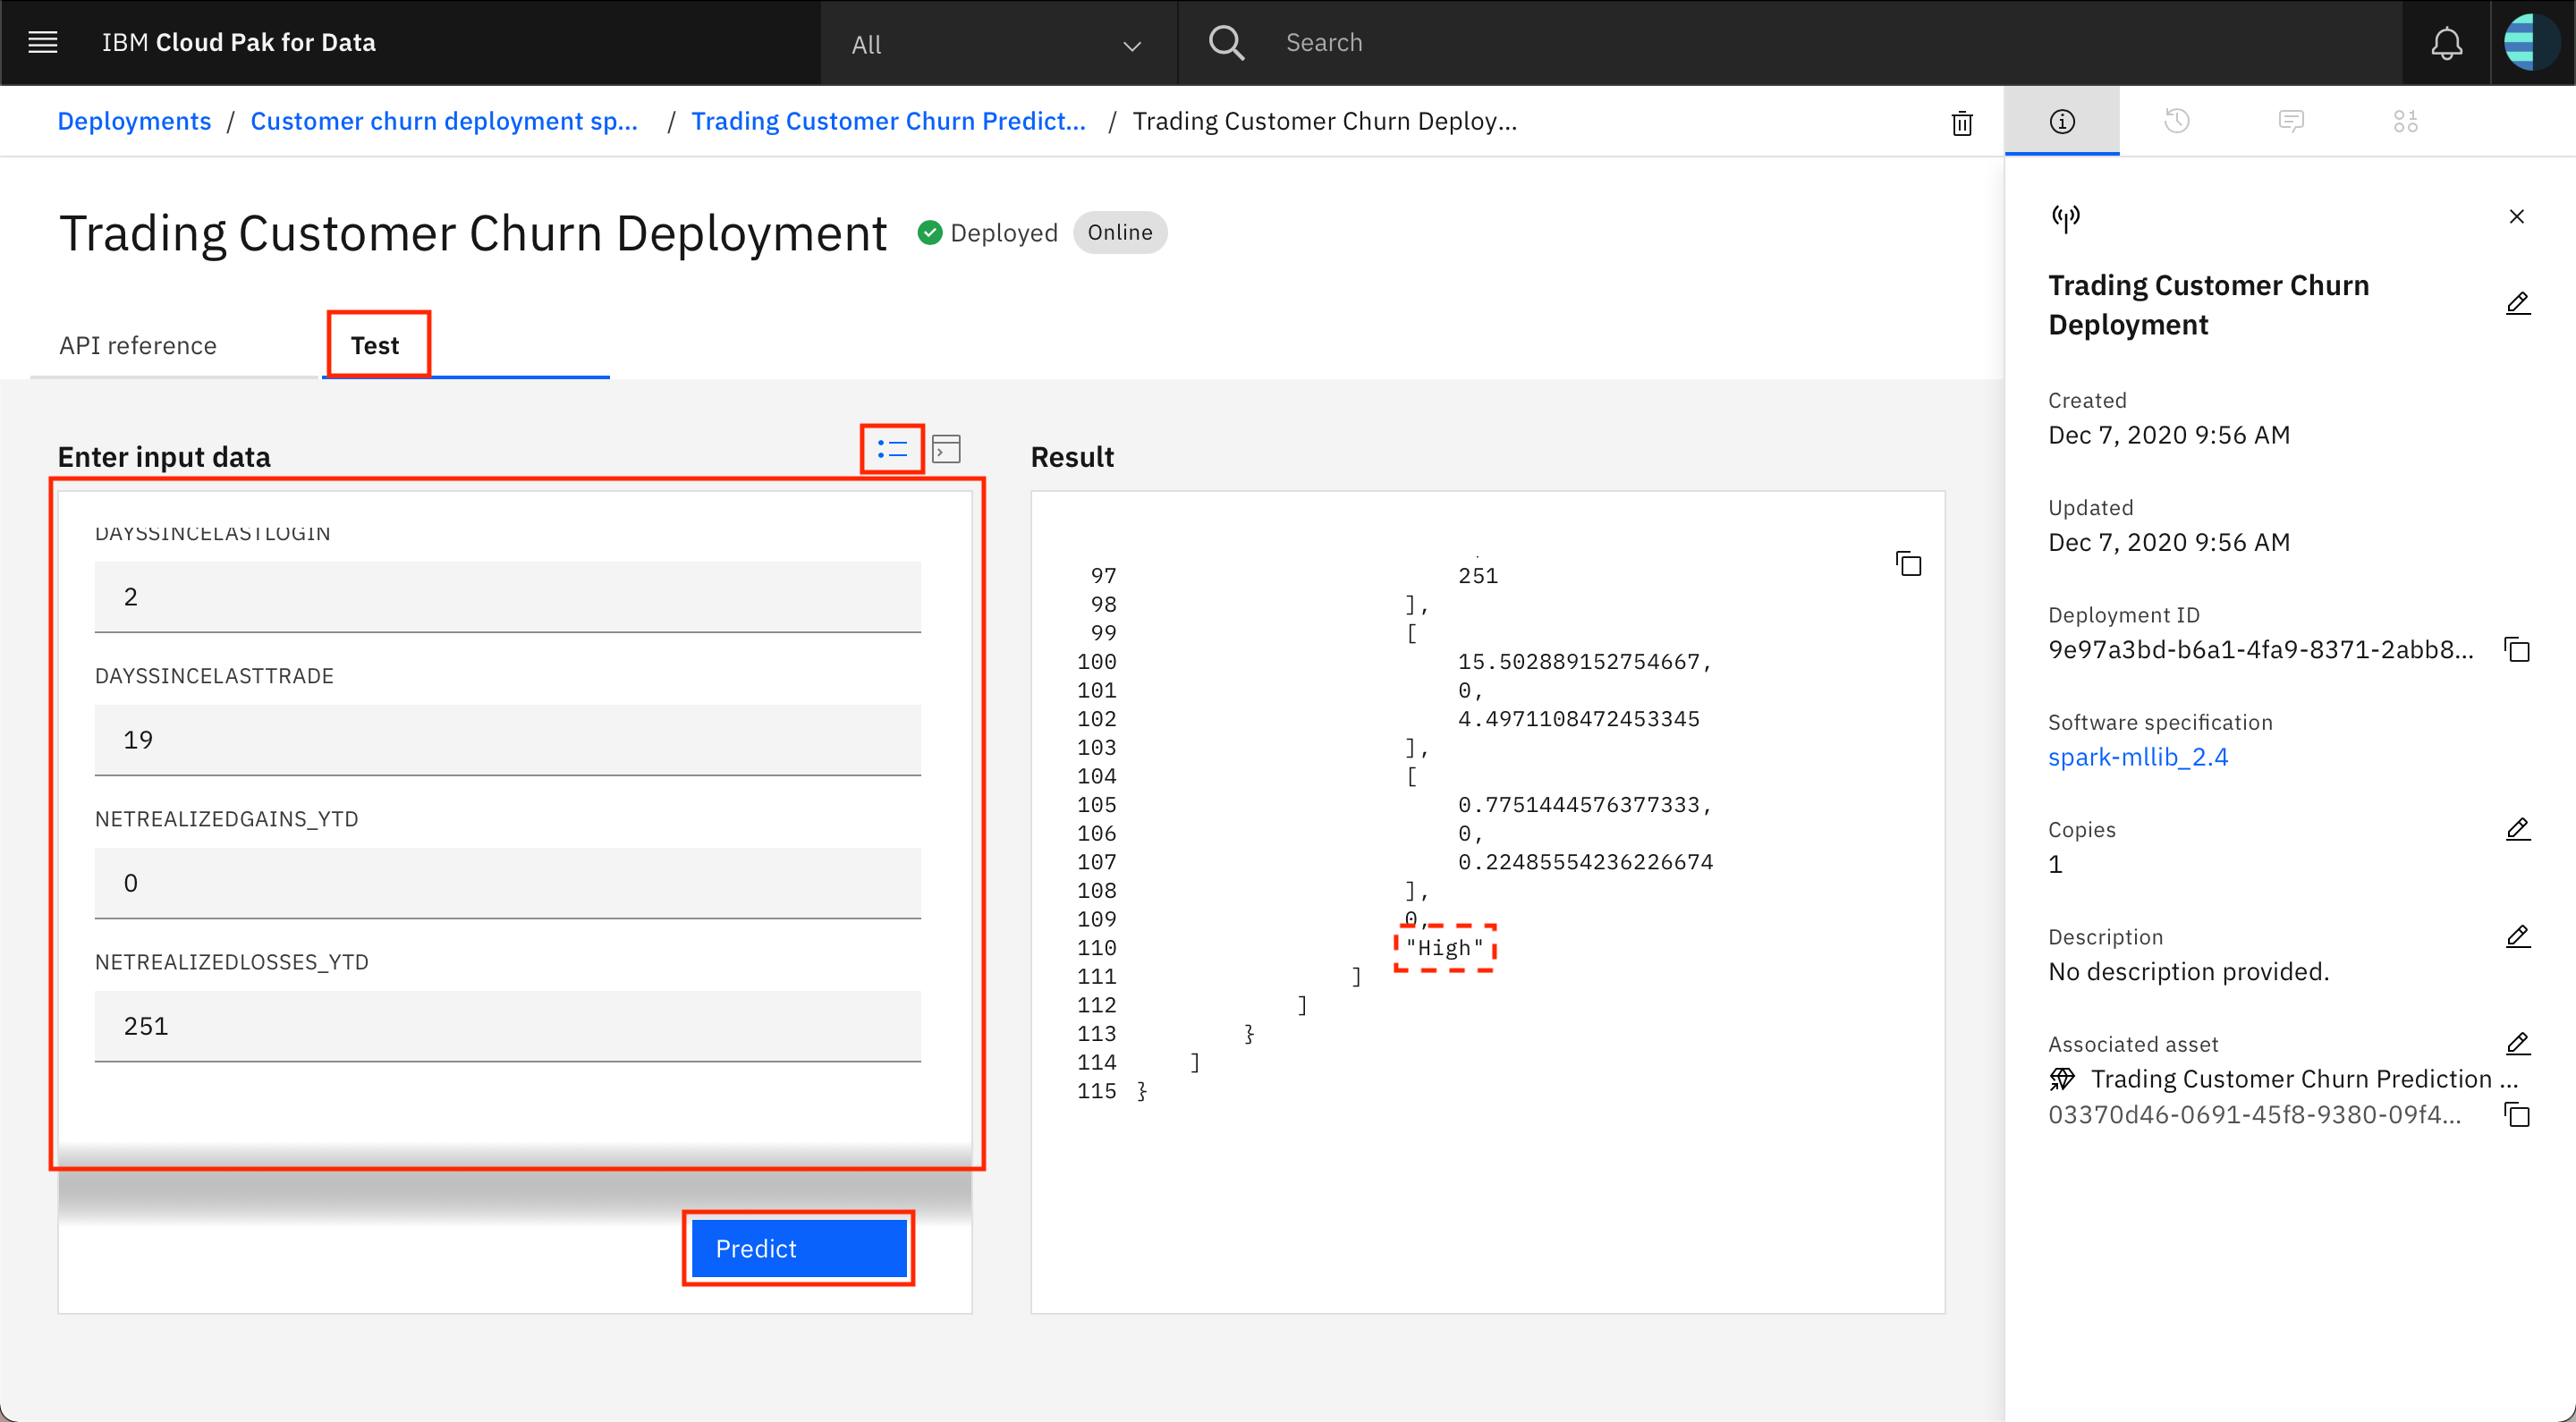 IBM Cloud Pak for Data
All
Search
Deployments / Customer churn deployment sp... / Trading Customer Churn Predict... / Trading Customer Churn Deploy...
Trading Customer Churn Deployment
Deployed
Online
API reference
Test
Enter input data
DAYSSINCELASTLOGIN
2
DAYSSINCELASTTRADE
19
NETREALIZEDGAINS_YTD
0
NETREALIZEDLOSSES_YTD
251
Predict
Result
97 251
98 ],
99 [
100 15.502889152754667,
101 0,
102 4.4971108472453345
103 ],
104 [
105 0.7751444576377333,
106 0,
107 0.22485554236226674
108 ],
109 0,
110 "High"
111 ]
112 ]
113 }
114 ]
115 }
Trading Customer Churn
Deployment
Created
Dec 7, 2020 9:56 AM
Updated
Dec 7, 2020 9:56 AM
Deployment ID
9e97a3bd-b6a1-4fa9-8371-2abb8...
Software specification
spark-mllib_2.4
Copies
1
Description
No description provided.
Associated asset
Trading Customer Churn Prediction ...
03370d46-0691-45f8-9380-09f4...